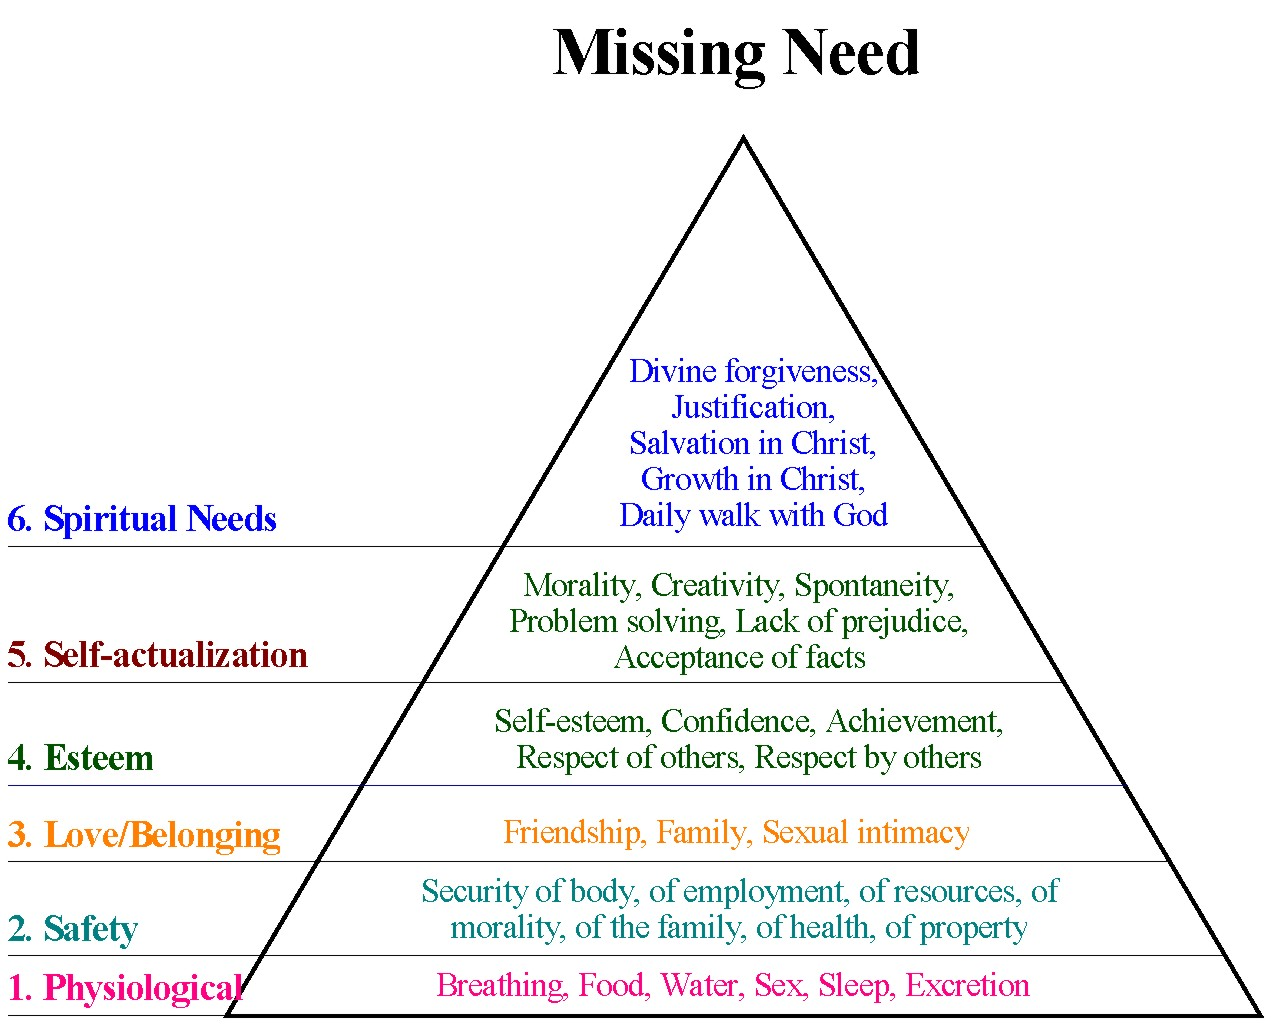 Missing Need
Divine forgiveness,
Justification,
Salvation in Christ,
Growth in Christ,
Daily walk with God
6. Spiritual Needs
Morality, Creativity, Spontaneity,
Problem solving, Lack of prejudice,
Acceptance of facts
5. Self-actualization
Self-esteem, Confidence, Achievement,
Respect of others, Respect by others
4. Esteem
Friendship, Family, Sexual intimacy
3. Love/Belonging
Security of body, of employment, of resources, of
morality, of the family, of health, of property
2. Safety
Breathing, Food, Water, Sex, Sleep, Excretion
1. Physiological